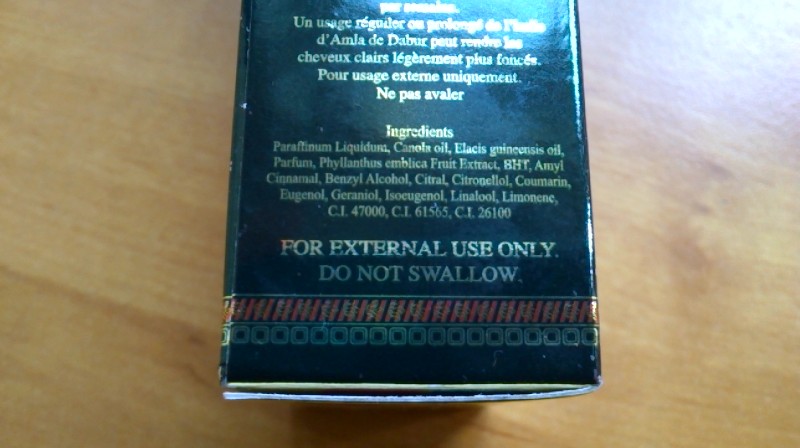 par semaine.
Un usage régulier ou prolongé de l'huile
d'Amla de Dabur peut rendre les
cheveux clairs légèrement plus foncés.
Pour usage externe uniquement.
Ne pas avaler
Ingredients
Paraffinum Liquidum, Canola oil, Elaeis guineensis oil,
Parfum, Phyllanthus emblica Fruit Extract, BHT, Amyl
Cinnamal, Benzyl Alcohol, Citral, Citronellol, Coumarin,
Eugenol, Geraniol, Isoeugenol, Linalool, Limonene,
C.I. 47000, C.I. 61565, C.I. 26100
FOR EXTERNAL USE ONLY.
DO NOT SWALLOW.